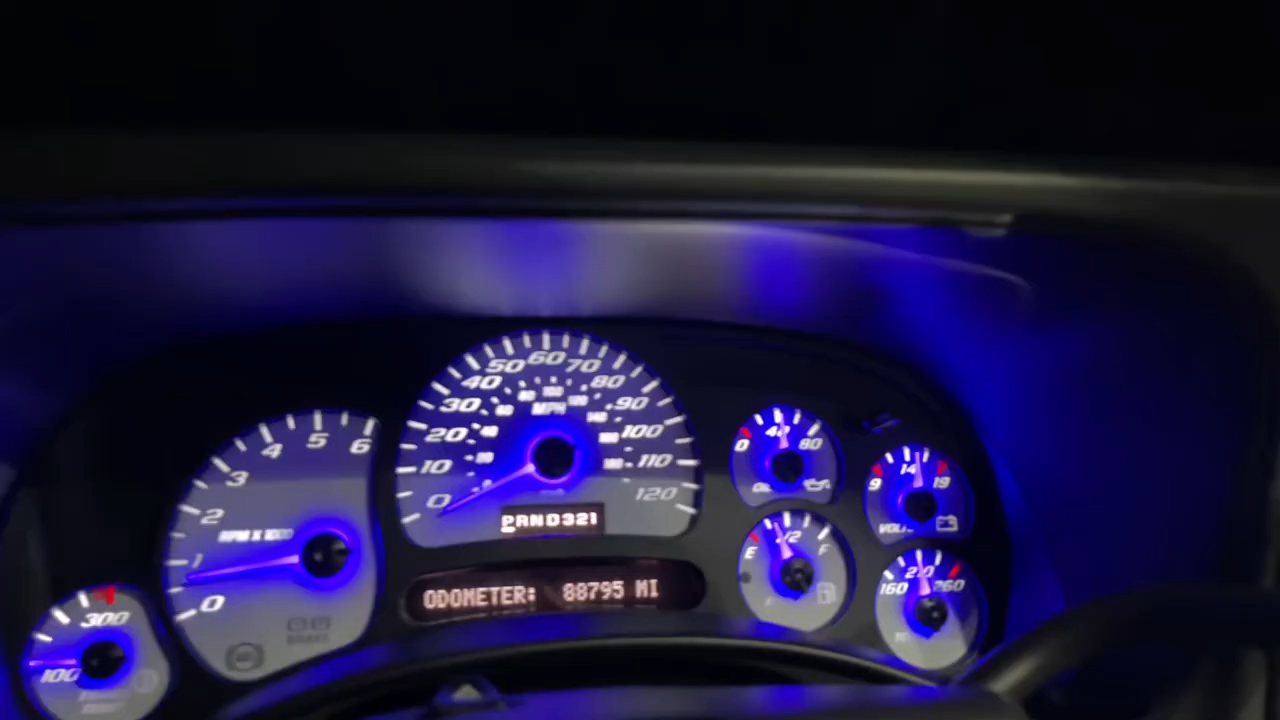 0 10 20 30 40 50 60 70 80 90 100 110 120
MPH
PRND321
ODOMETER: 88795 MI
0 1 2 3 4 5 6
RPM X 1000
BRAKE
100 300
0 40 80
9 14 19
VOLTS
E 1/2 F
160 210 260